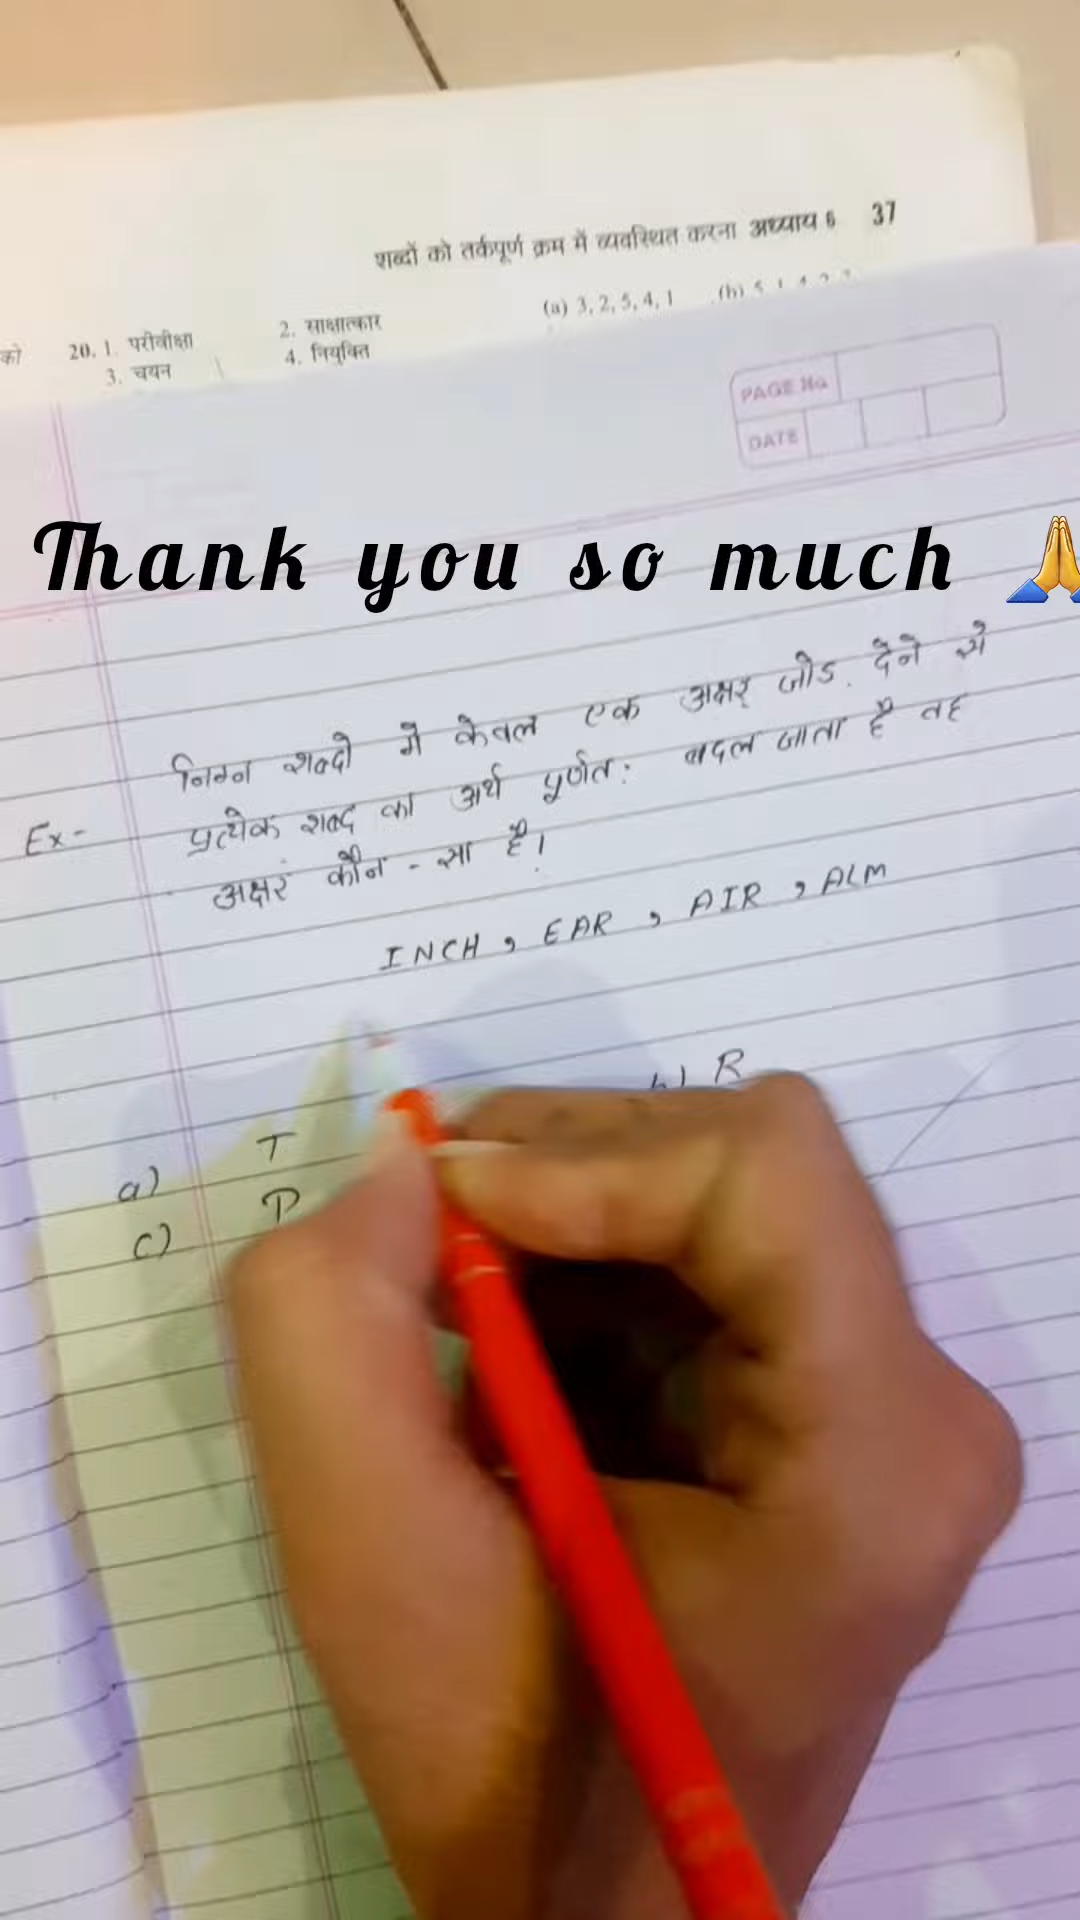 शब्दों को तर्कपूर्ण क्रम में व्यवस्थित करना अध्याय 6 37
को 20. 1. परीवीक्षा 2. साक्षात्कार (a) 3, 2, 5, 4, 1 (b)
3. चयन 4. नियुक्ति
PAGE No
DATE
Thank you so much 🙏
निम्न शब्दो मे केवल एक अक्षर जोड देने से
Ex- प्रत्येक शब्द का अर्थ पूर्णत: बदल जाता है वह
अक्षर कौन - सा है।
INCH, EAR, AIR, ALM
a) T b) R
c) P